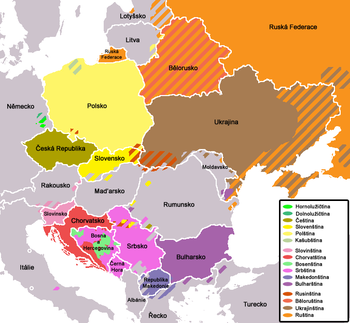 Lotyšsko
Ruská Federace
Litva
Ruská
Federace
Bělorusko
Německo
Polsko
Ukrajina
Česká Republika
Slovensko
Moldavsko
Rakousko
Maďarsko
Rumunsko
Slovinsko
Chorvatsko
Bosna
a
Hercegovina
Srbsko
Itálie
Černá
Hora
Bulharsko
Republika
Makedonie
Albánie
Řecko
Turecko
Hornolužičtina
Dolnolužičtina
Čeština
Slovenština
Polština
Kašubština
Slovinština
Chorvatština
Bosenština
Srbština
Makedonština
Bulharština
Rusínština
Běloruština
Ukrajinština
Ruština